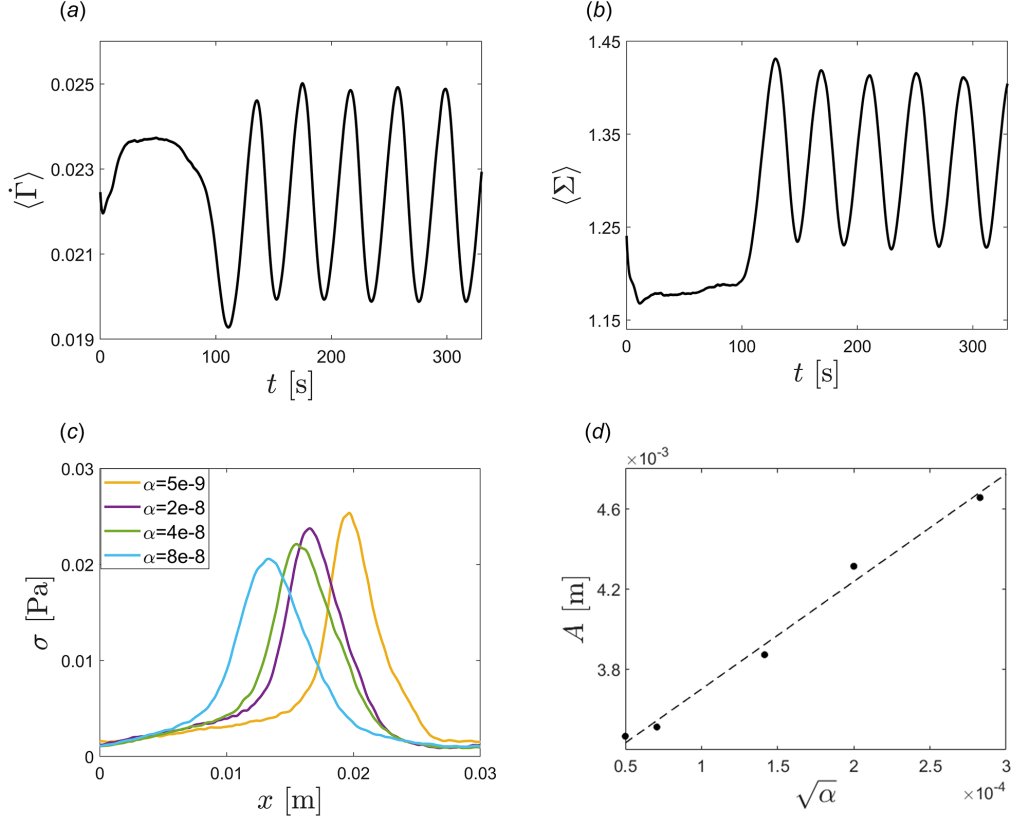 (a)
0.025
0.023
0.021
0.019
⟨Γ̇⟩
0 100 200 300
t [s]
(b)
1.45
1.35
1.25
1.15
⟨Σ⟩
0 100 200 300
t [s]
(c)
0.03
0.02
0.01
0
σ [Pa]
α=5e-9
α=2e-8
α=4e-8
α=8e-8
0 0.01 0.02 0.03
x [m]
(d)
×10⁻³
4.6
4.2
3.8
A [m]
0.5 1 1.5 2 2.5 3
√α
×10⁻⁴